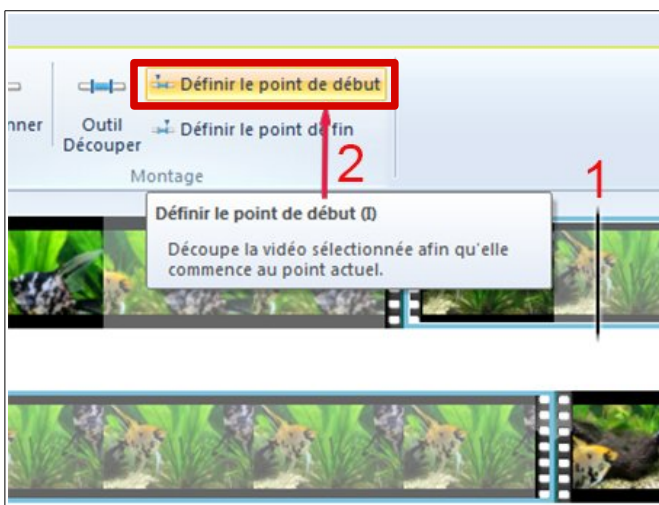 Définir le point de début
nner
Outil
Découper
Définir le point de fin
2
Montage
1
Définir le point de début (I)
Découpe la vidéo sélectionnée afin qu'elle
commence au point actuel.